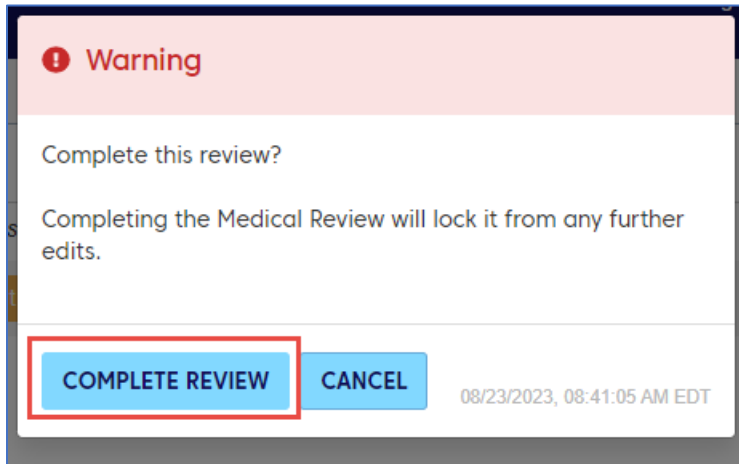 Warning
Complete this review?
Completing the Medical Review will lock it from any further
edits.
COMPLETE REVIEW
CANCEL
08/23/2023, 08:41:05 AM EDT